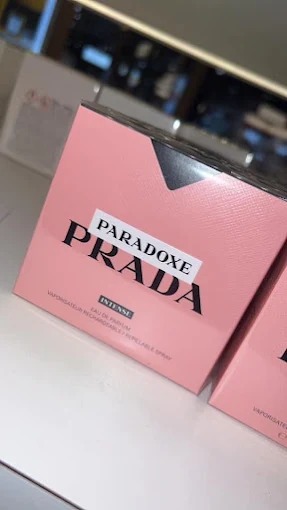 PARADOXE
PRADA
INTENSE
EAU DE PARFUM
VAPORISATEUR RECHARGEABLE • REFILLABLE SPRAY